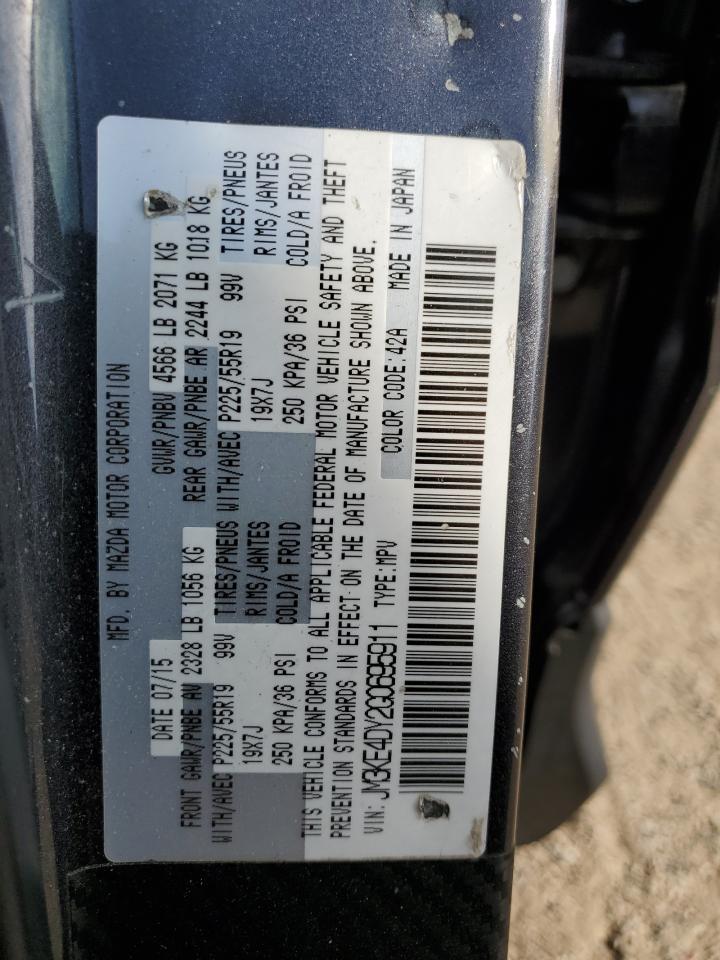 MFD. BY MAZDA MOTOR CORPORATION
DATE 07/15 GVWR/PNBV 4566 LB 2071 KG
FRONT GAWR/PNBE AV 2328 LB 1056 KG REAR GAWR/PNBE AR 2244 LB 1018 KG
WITH/AVEC P225/55R19 99V TIRES/PNEUS WITH/AVEC P225/55R19 99V TIRES/PNEUS
19X7J RIMS/JANTES 19X7J RIMS/JANTES
250 KPA/36 PSI COLD/A FROID 250 KPA/36 PSI COLD/A FROID
THIS VEHICLE CONFORMS TO ALL APPLICABLE FEDERAL MOTOR VEHICLE SAFETY AND THEFT
PREVENTION STANDARDS IN EFFECT ON THE DATE OF MANUFACTURE SHOWN ABOVE.
VIN: JM3KE4DY2G0695911 TYPE: MPV COLOR CODE: 42A MADE IN JAPAN